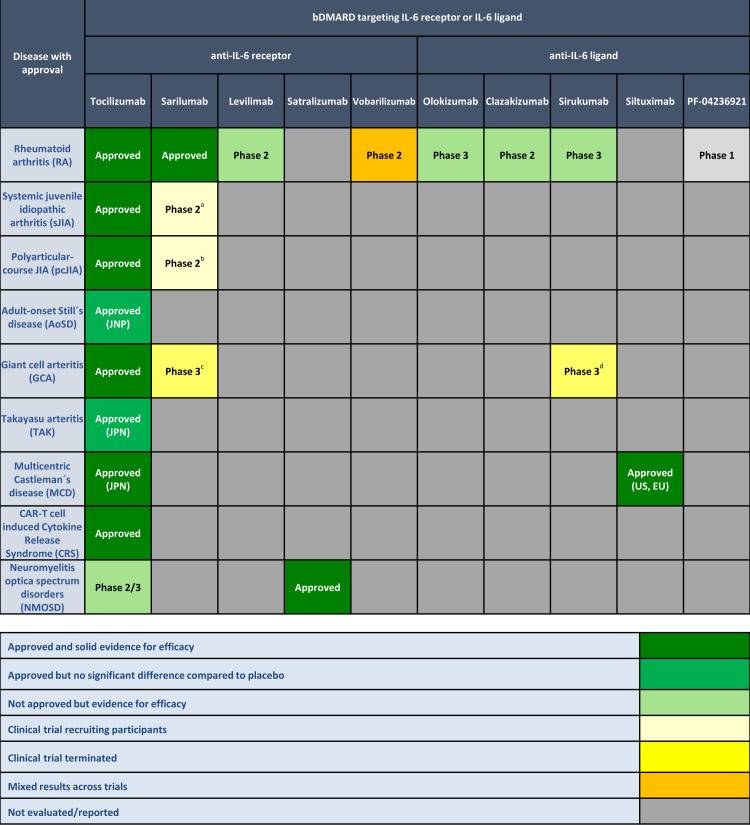 bDMARD targeting IL-6 receptor or IL-6 ligand
Disease with
approval
anti-IL-6 receptor
anti-IL-6 ligand
Tocilizumab
Sarilumab
Levilimab
Satralizumab
Vobarilizumab
Olokizumab
Clazakizumab
Sirukumab
Siltuximab
PF-04236921
Rheumatoid
arthritis (RA)
Approved
Approved
Phase 2
Phase 2
Phase 3
Phase 2
Phase 3
Phase 1
Systemic juvenile
idiopathic
arthritis (sJIA)
Approved
Phase 2a
Polyarticular-
course JIA (pcJIA)
Approved
Phase 2b
Adult-onset Still´s
disease (AoSD)
Approved
(JNP)
Giant cell arteritis
(GCA)
Approved
Phase 3c
Phase 3d
Takayasu arteritis
(TAK)
Approved
(JPN)
Multicentric
Castleman´s
disease (MCD)
Approved
(JPN)
Approved
(US, EU)
CAR-T cell
induced Cytokine
Release
Syndrome (CRS)
Approved
Neuromyelitis
optica spectrum
disorders
(NMOSD)
Phase 2/3
Approved
Approved and solid evidence for efficacy
Approved but no significant difference compared to placebo
Not approved but evidence for efficacy
Clinical trial recruiting participants
Clinical trial terminated
Mixed results across trials
Not evaluated/reported